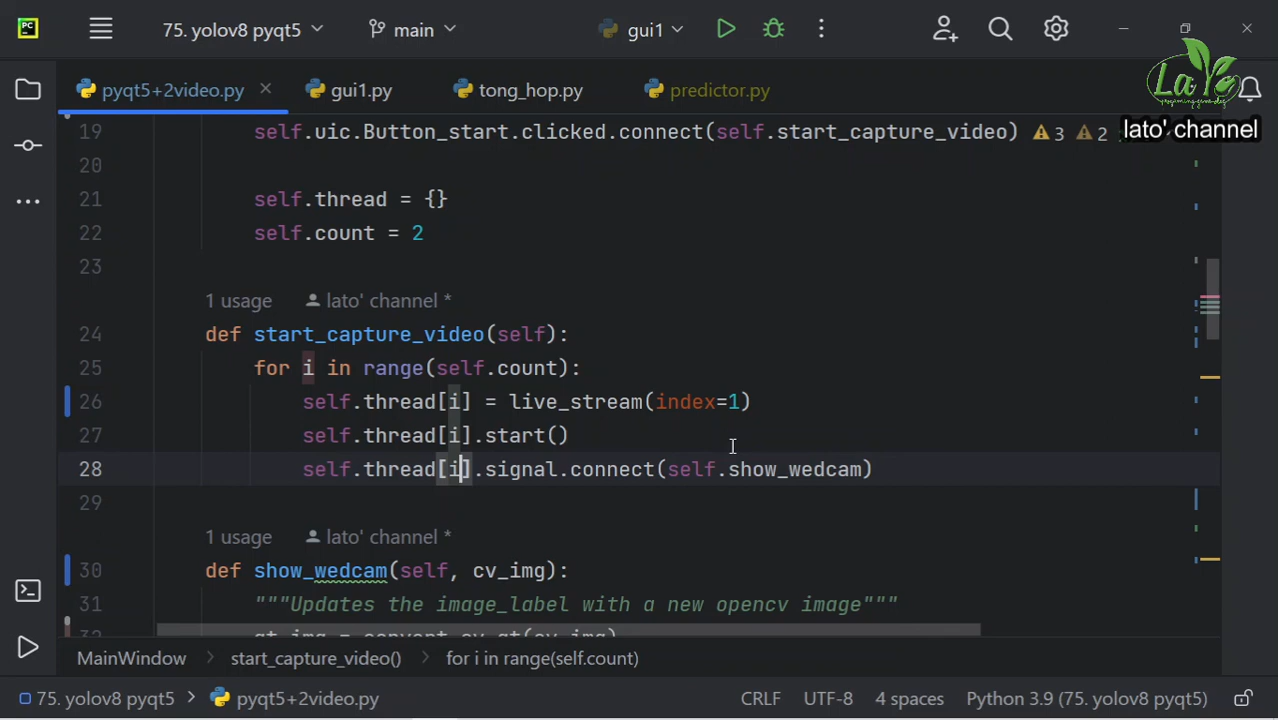 PC
75. yolov8 pyqt5
main
gui1
pyqt5+2video.py
gui1.py
tong_hop.py
predictor.py
lato' channel
19 self.uic.Button_start.clicked.connect(self.start_capture_video)
3 2
20
21 self.thread = {}
22 self.count = 2
23
1 usage lato' channel *
24 def start_capture_video(self):
25 for i in range(self.count):
26 self.thread[i] = live_stream(index=1)
27 self.thread[i].start()
28 self.thread[i].signal.connect(self.show_wedcam)
29
1 usage lato' channel *
30 def show_wedcam(self, cv_img):
31 """Updates the image_label with a new opencv image"""
32 qt_img = convert_cv_qt(cv_img)
MainWindow
start_capture_video()
for i in range(self.count)
75. yolov8 pyqt5
pyqt5+2video.py
CRLF
UTF-8
4 spaces
Python 3.9 (75. yolov8 pyqt5)